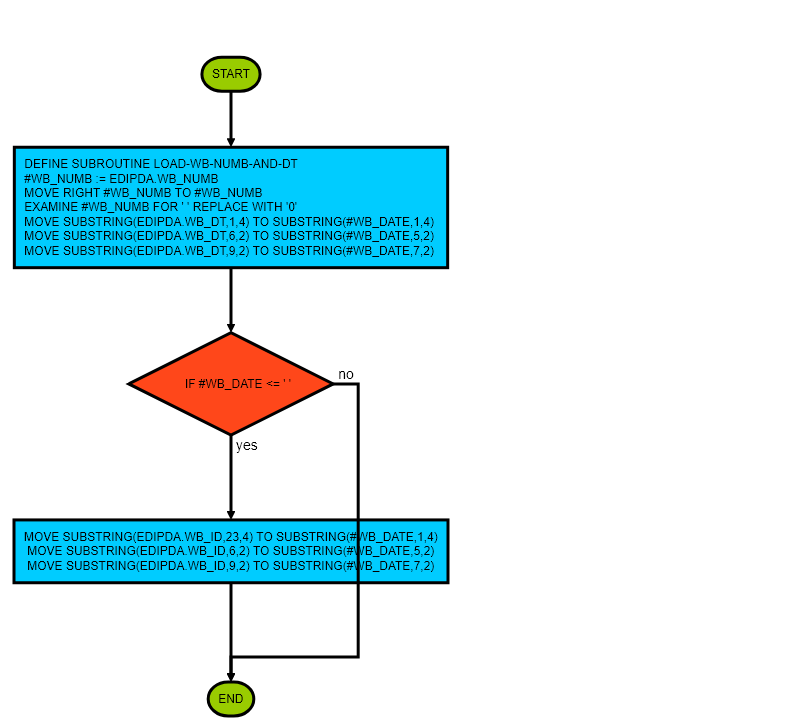 START
DEFINE SUBROUTINE LOAD-WB-NUMB-AND-DT
#WB_NUMB := EDIPDA.WB_NUMB
MOVE RIGHT #WB_NUMB TO #WB_NUMB
EXAMINE #WB_NUMB FOR ' ' REPLACE WITH '0'
MOVE SUBSTRING(EDIPDA.WB_DT,1,4) TO SUBSTRING(#WB_DATE,1,4)
MOVE SUBSTRING(EDIPDA.WB_DT,6,2) TO SUBSTRING(#WB_DATE,5,2)
MOVE SUBSTRING(EDIPDA.WB_DT,9,2) TO SUBSTRING(#WB_DATE,7,2)
IF #WB_DATE <= ' '
no
yes
MOVE SUBSTRING(EDIPDA.WB_ID,23,4) TO SUBSTRING(#WB_DATE,1,4)
MOVE SUBSTRING(EDIPDA.WB_ID,6,2) TO SUBSTRING(#WB_DATE,5,2)
MOVE SUBSTRING(EDIPDA.WB_ID,9,2) TO SUBSTRING(#WB_DATE,7,2)
END